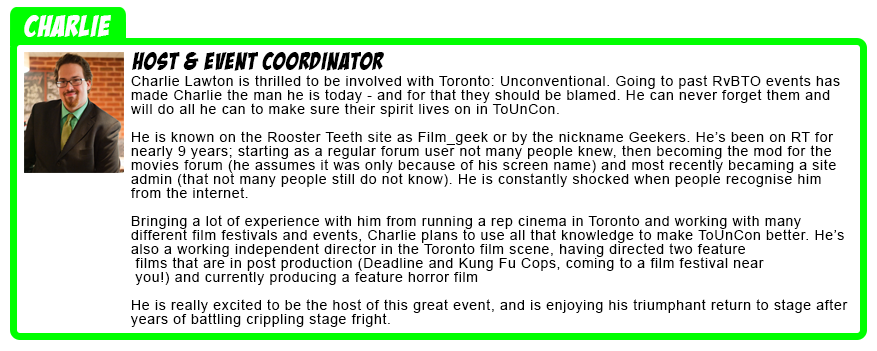 CHARLIE
HOST & EVENT COORDINATOR
Charlie Lawton is thrilled to be involved with Toronto: Unconventional. Going to past RvBTO events has
made Charlie the man he is today - and for that they should be blamed. He can never forget them and
will do all he can to make sure their spirit lives on in ToUnCon.
He is known on the Rooster Teeth site as Film_geek or by the nickname Geekers. He's been on RT for
nearly 9 years; starting as a regular forum user not many people knew, then becoming the mod for the
movies forum (he assumes it was only because of his screen name) and most recently becaming a site
admin (that not many people still do not know). He is constantly shocked when people recognise him
from the internet.
Bringing a lot of experience with him from running a rep cinema in Toronto and working with many
different film festivals and events, Charlie plans to use all that knowledge to make ToUnCon better. He's
also a working independent director in the Toronto film scene, having directed two feature
films that are in post production (Deadline and Kung Fu Cops, coming to a film festival near
you!) and currently producing a feature horror film
He is really excited to be the host of this great event, and is enjoying his triumphant return to stage after
years of battling crippling stage fright.